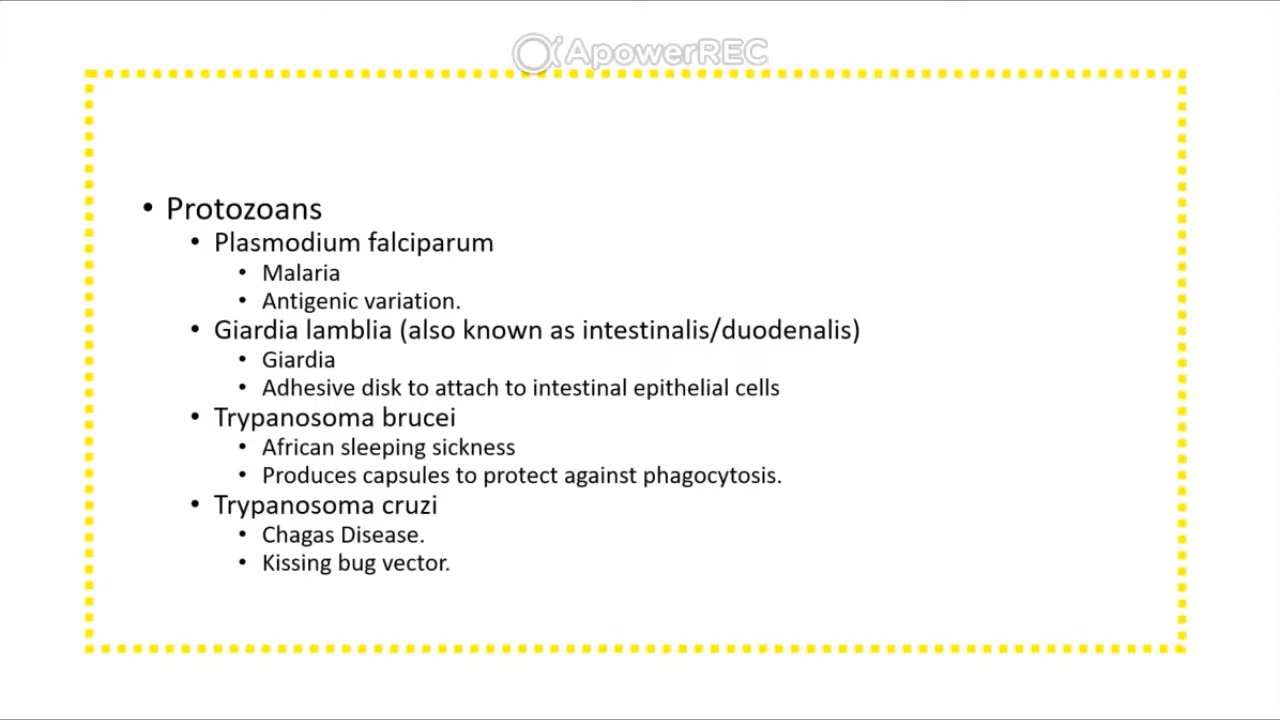 ApowerREC
• Protozoans
• Plasmodium falciparum
• Malaria
• Antigenic variation.
• Giardia lamblia (also known as intestinalis/duodenalis)
• Giardia
• Adhesive disk to attach to intestinal epithelial cells
• Trypanosoma brucei
• African sleeping sickness
• Produces capsules to protect against phagocytosis.
• Trypanosoma cruzi
• Chagas Disease.
• Kissing bug vector.